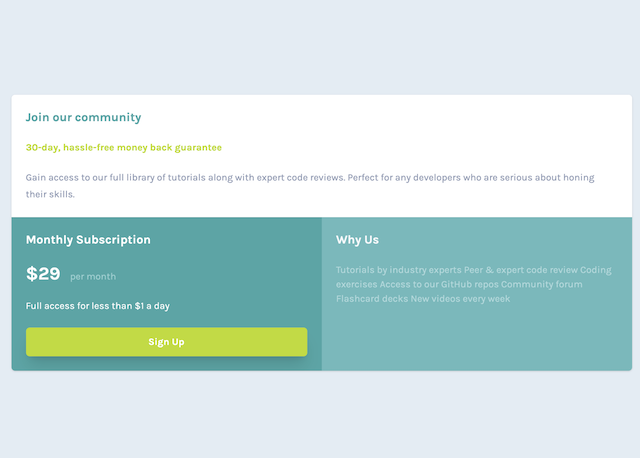 Join our community
30-day, hassle-free money back guarantee
Gain access to our full library of tutorials along with expert code reviews. Perfect for any developers who are serious about honing
their skills.
Monthly Subscription
$29 per month
Full access for less than $1 a day
Sign Up
Why Us
Tutorials by industry experts Peer & expert code review Coding
exercises Access to our GitHub repos Community forum
Flashcard decks New videos every week